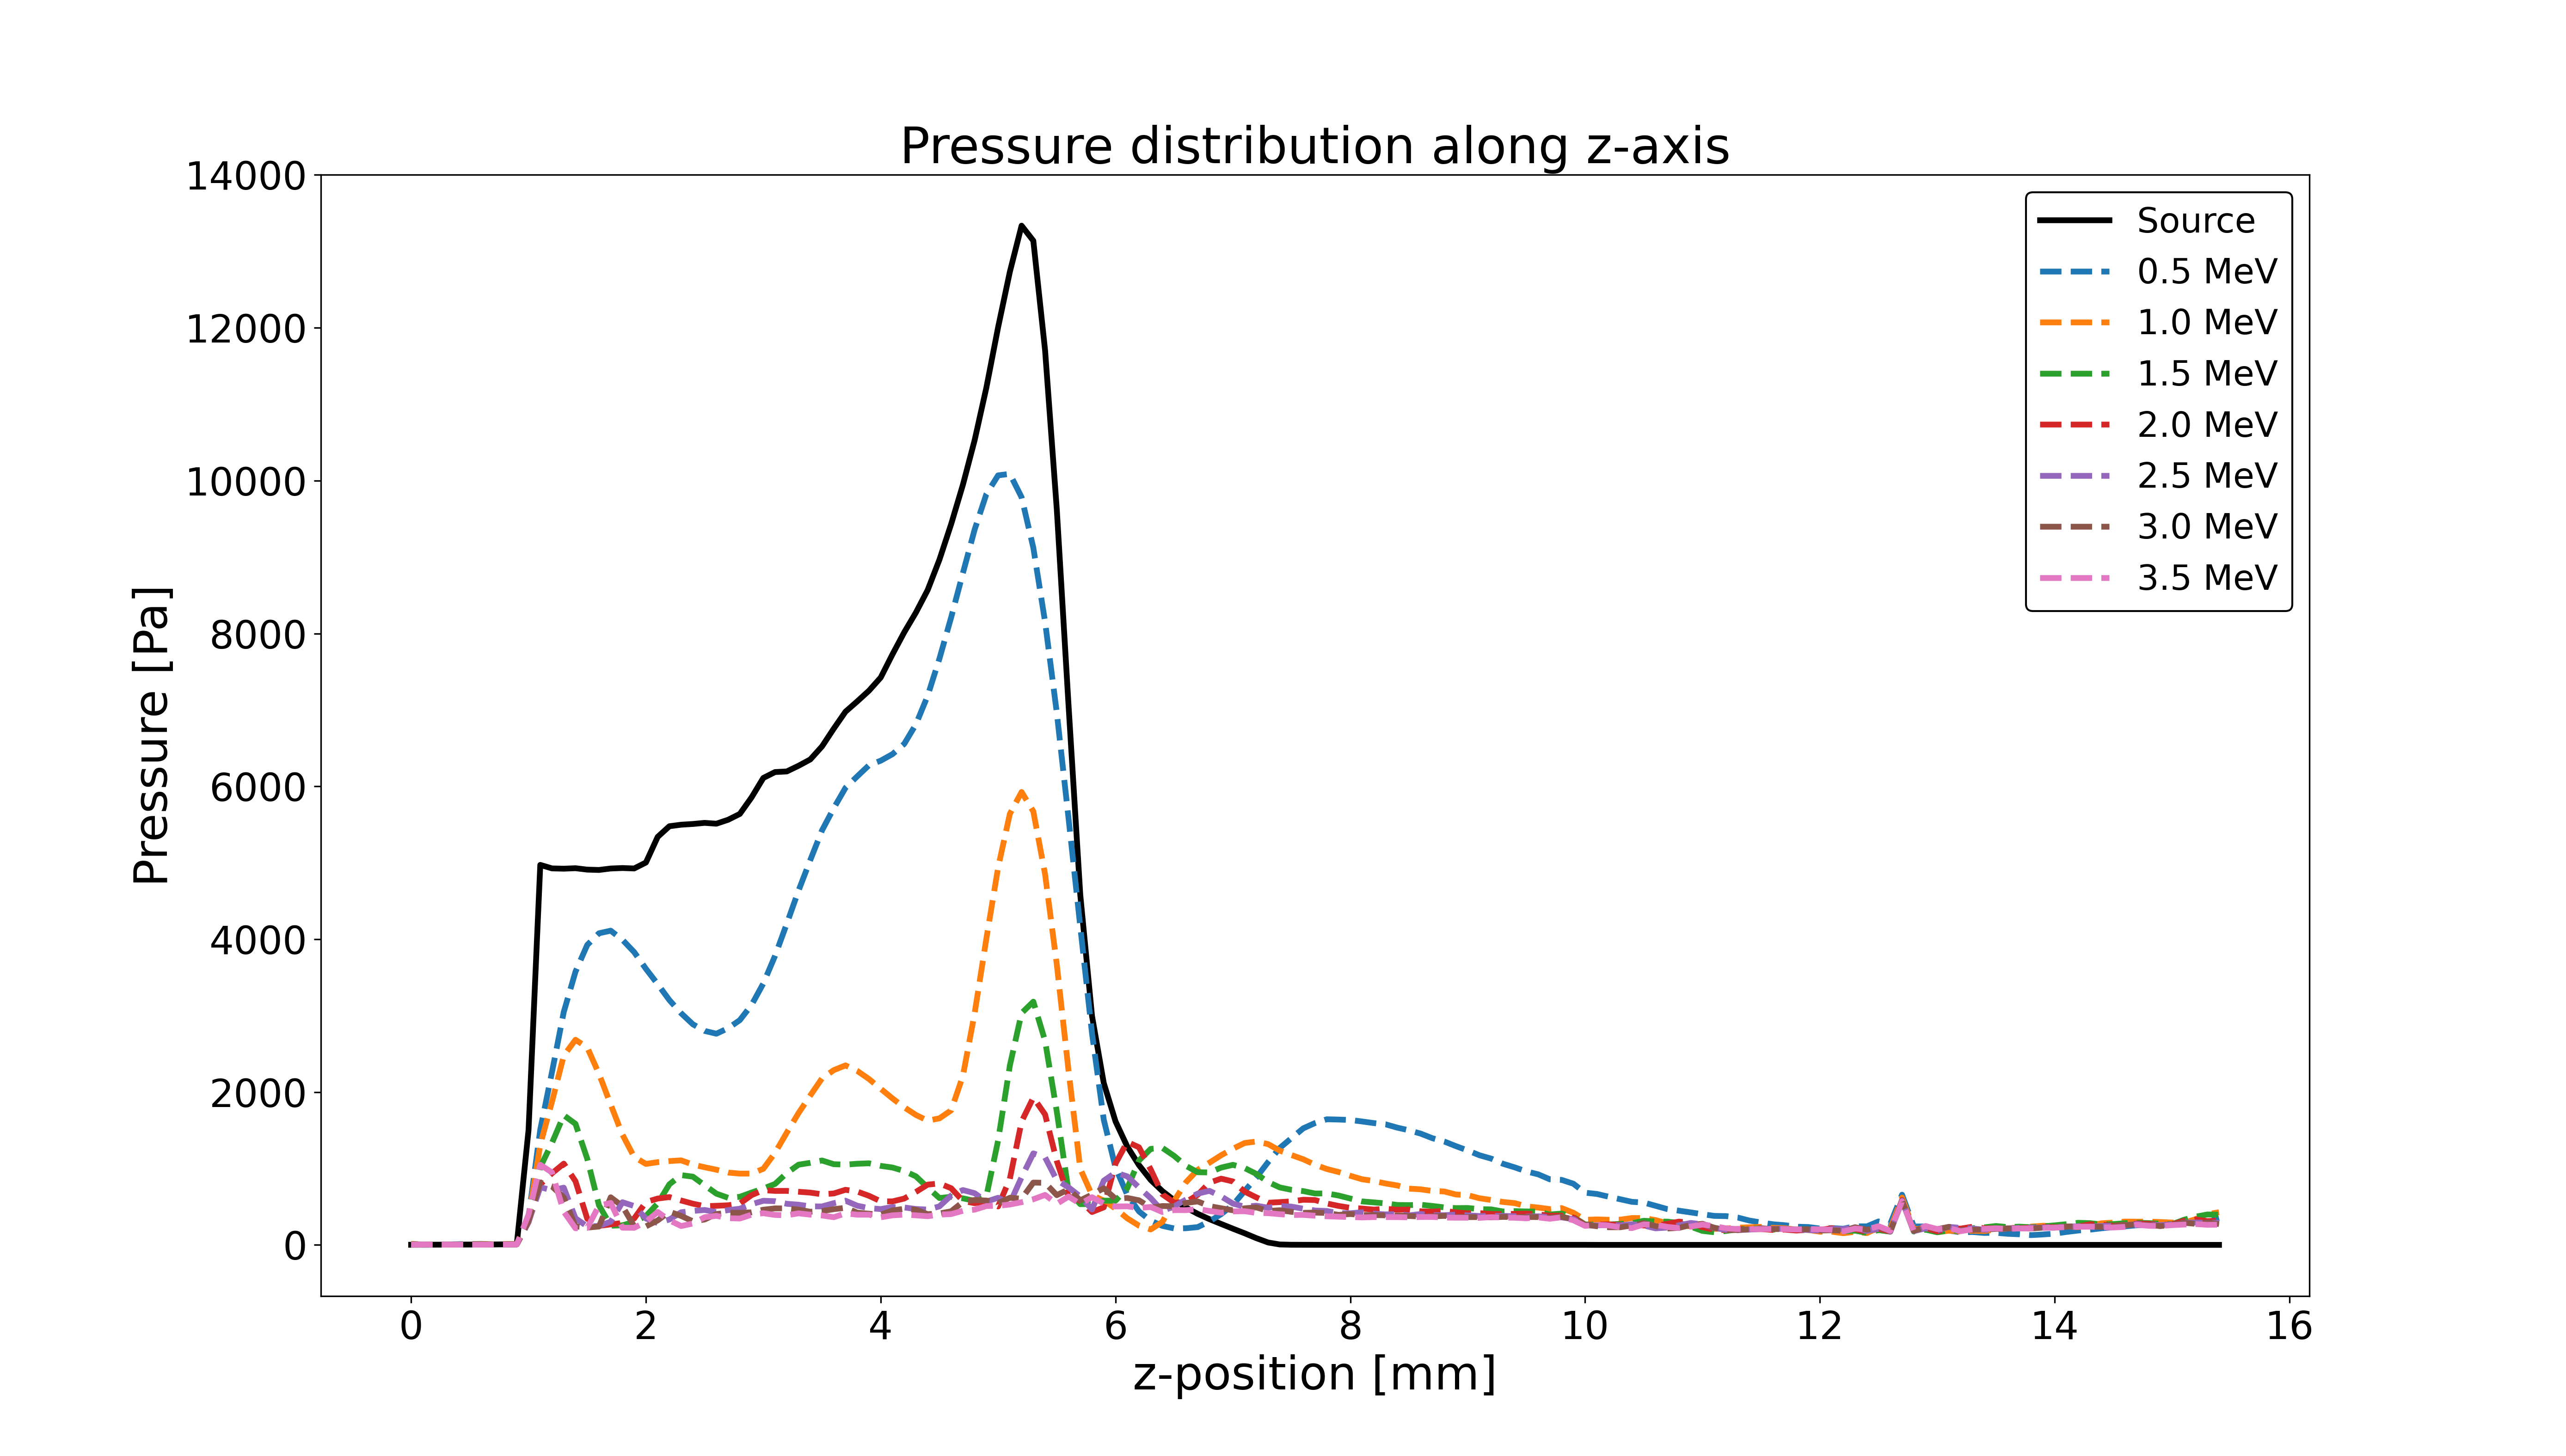 Pressure distribution along z-axis
14000
12000
10000
8000
6000
4000
2000
0
Pressure [Pa]
0 2 4 6 8 10 12 14 16
z-position [mm]
Source
0.5 MeV
1.0 MeV
1.5 MeV
2.0 MeV
2.5 MeV
3.0 MeV
3.5 MeV